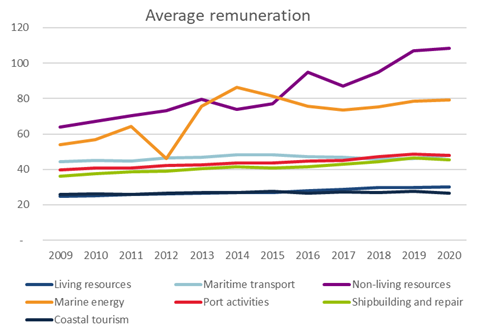 Average remuneration
120
100
80
60
40
20
-
2009 2010 2011 2012 2013 2014 2015 2016 2017 2018 2019 2020
Living resources Maritime transport Non-living resources
Marine energy Port activities Shipbuilding and repair
Coastal tourism